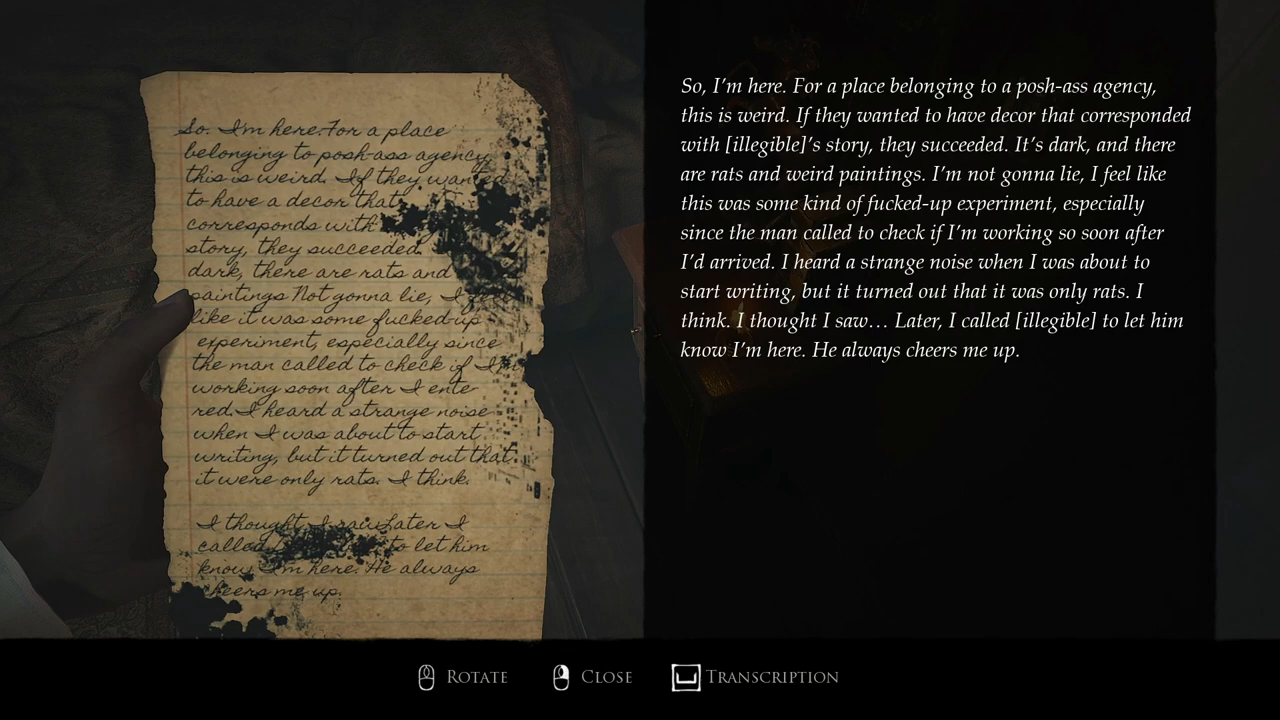 So. I'm here. For a place
belonging to posh-ass agency,
this is weird. If they wanted
to have a decor that
corresponds with
story, they succeeded.
dark, there are rats and
paintings Not gonna lie, I feel
like it was some fucked-up
experiment, especially since
the man called to check if I'm
working soon after I ente-
red. I heard a strange noise
when I was about to start
writing, but it turned out that
it were only rats. I think.
I thought I saw Later I
called to let him
know I'm here. He always
cheers me up.
So, I'm here. For a place belonging to a posh-ass agency,
this is weird. If they wanted to have decor that corresponded
with [illegible]'s story, they succeeded. It's dark, and there
are rats and weird paintings. I'm not gonna lie, I feel like
this was some kind of fucked-up experiment, especially
since the man called to check if I'm working so soon after
I'd arrived. I heard a strange noise when I was about to
start writing, but it turned out that it was only rats. I
think. I thought I saw… Later, I called [illegible] to let him
know I'm here. He always cheers me up.
Rotate Close Transcription